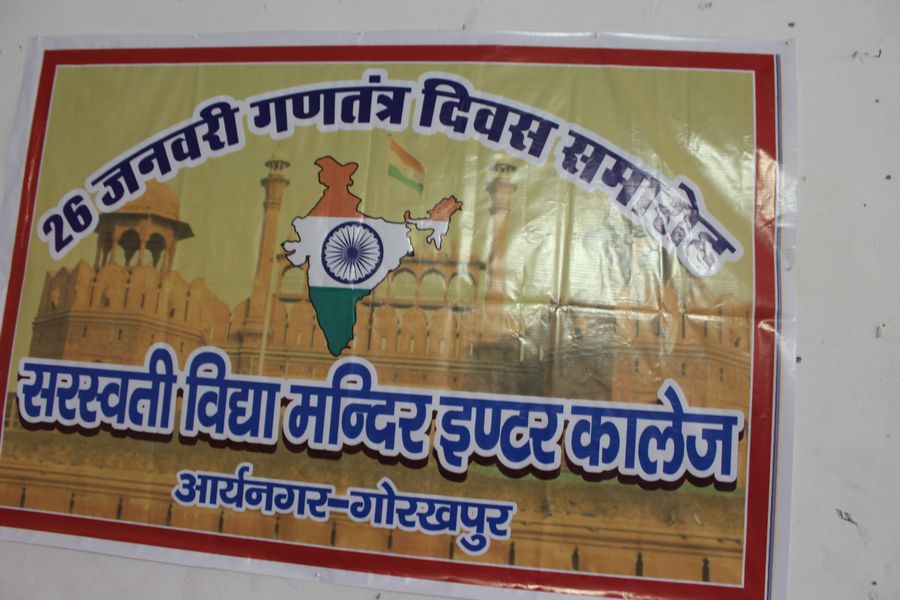 26 जनवरी गणतंत्र दिवस समारोह
सरस्वती विद्या मन्दिर इण्टर कालेज
आर्यनगर-गोरखपुर